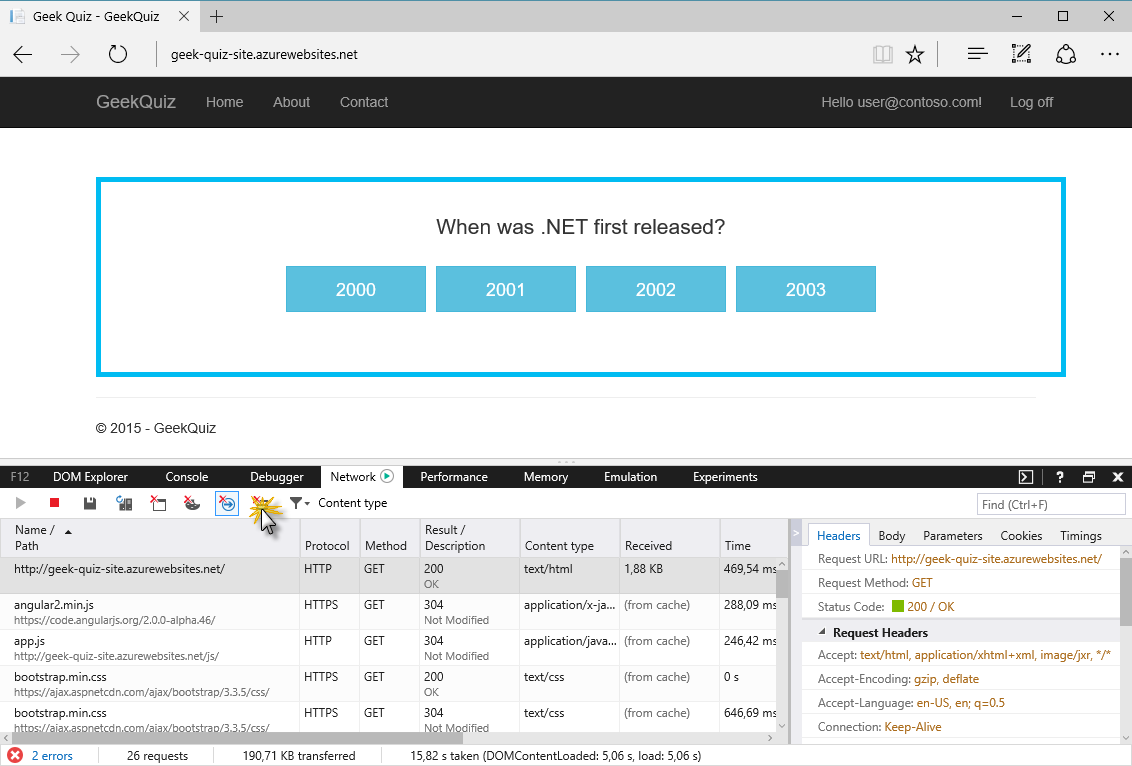 Geek Quiz - GeekQuiz
geek-quiz-site.azurewebsites.net
GeekQuiz Home About Contact Hello user@contoso.com! Log off
When was .NET first released?
2000 2001 2002 2003
© 2015 - GeekQuiz
F12 DOM Explorer Console Debugger Network Performance Memory Emulation Experiments ?
Content type Find (Ctrl+F)
Name /
Path Protocol Method Result /
Description Content type Received Time
http://geek-quiz-site.azurewebsites.net/ HTTP GET 200 text/html 1,88 KB 469,54 ms
OK
angular2.min.js HTTPS GET 304 application/x-ja... (from cache) 288,09 ms
https://code.angularjs.org/2.0.0-alpha.46/ Not Modified
app.js HTTP GET 304 application/java... (from cache) 246,42 ms
http://geek-quiz-site.azurewebsites.net/js/ Not Modified
bootstrap.min.css HTTPS GET 200 text/css (from cache) 0 s
https://ajax.aspnetcdn.com/ajax/bootstrap/3.3.5/css/ OK
bootstrap.min.css HTTPS GET 304 text/css (from cache) 646,69 ms
https://ajax.aspnetcdn.com/ajax/bootstrap/3.3.5/css/ Not Modified
Headers Body Parameters Cookies Timings
Request URL: http://geek-quiz-site.azurewebsites.net/
Request Method: GET
Status Code: 200 / OK
Request Headers
Accept: text/html, application/xhtml+xml, image/jxr, */*
Accept-Encoding: gzip, deflate
Accept-Language: en-US, en; q=0.5
Connection: Keep-Alive
2 errors 26 requests 190,71 KB transferred 15,82 s taken (DOMContentLoaded: 5,06 s, load: 5,06 s)